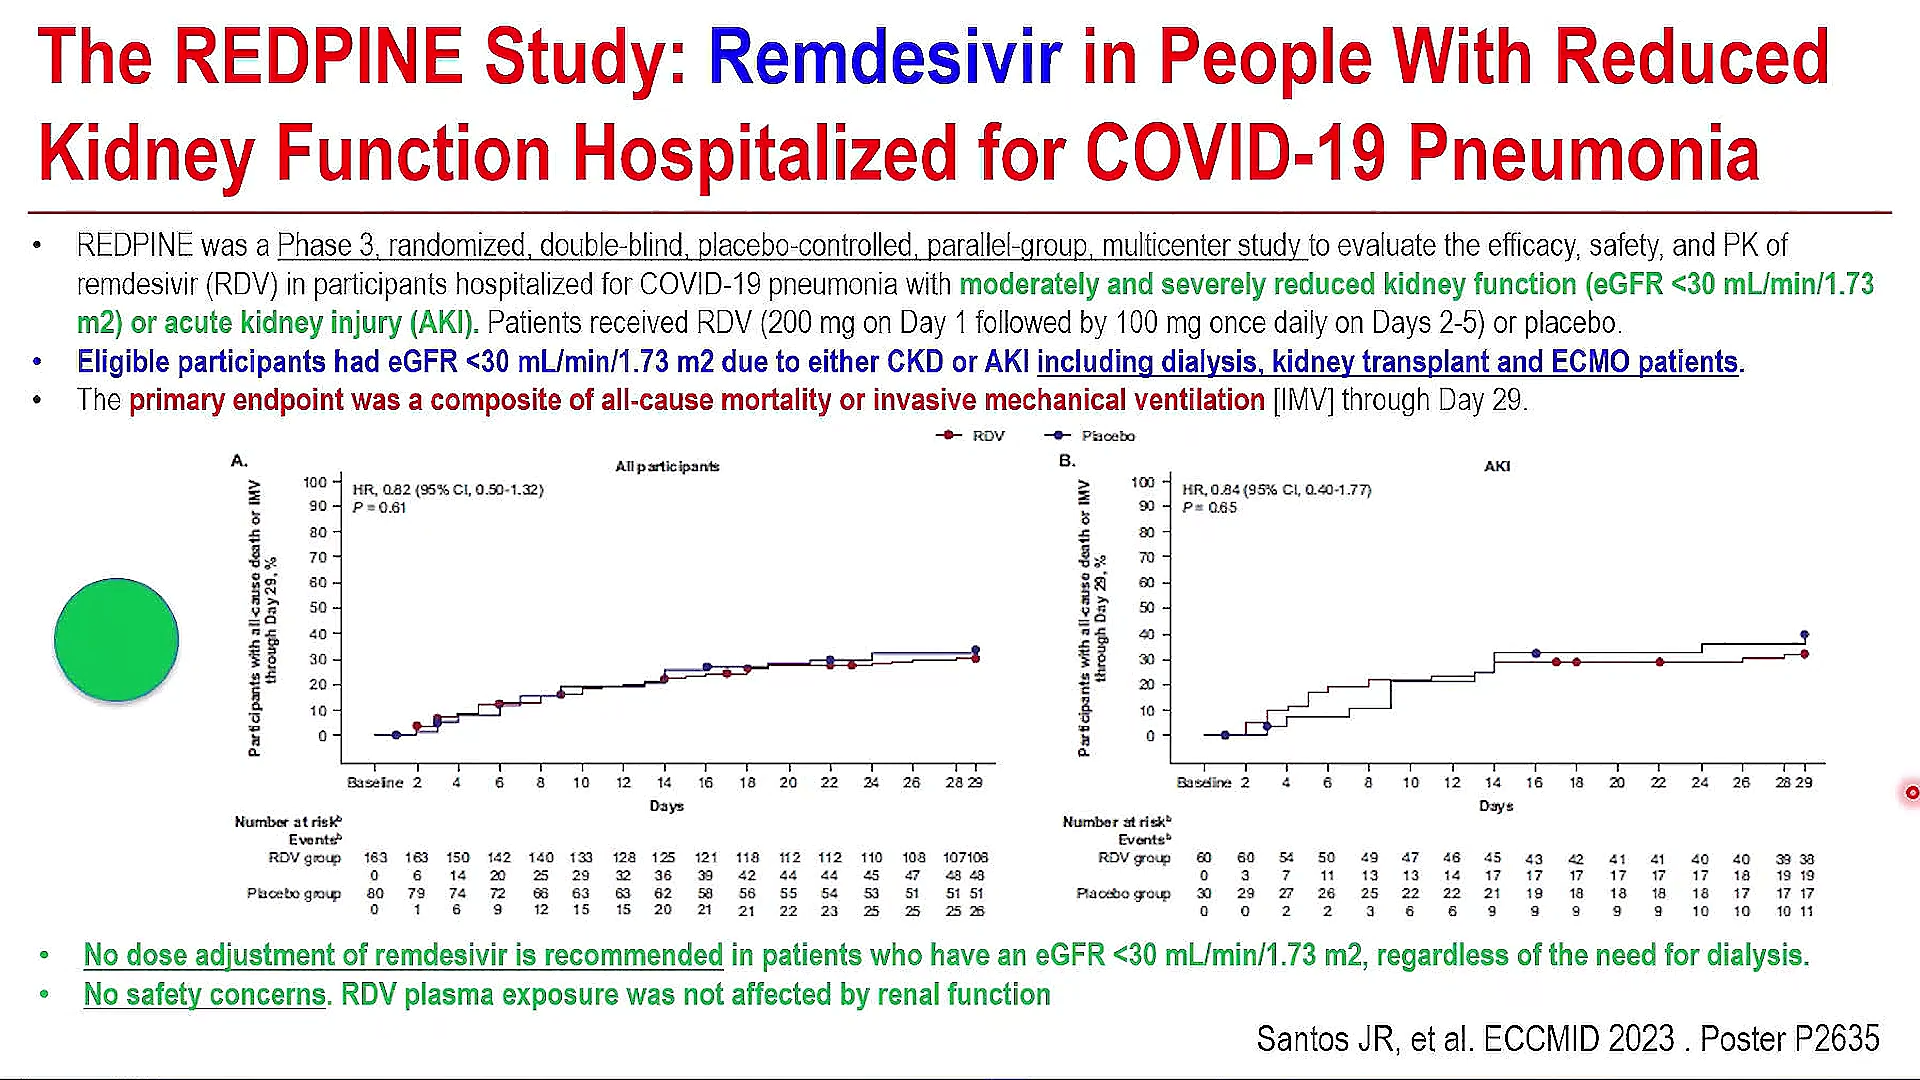 The REDPINE Study: Remdesivir in People With Reduced
Kidney Function Hospitalized for COVID-19 Pneumonia
• REDPINE was a Phase 3, randomized, double-blind, placebo-controlled, parallel-group, multicenter study to evaluate the efficacy, safety, and PK of
remdesivir (RDV) in participants hospitalized for COVID-19 pneumonia with moderately and severely reduced kidney function (eGFR <30 mL/min/1.73
m2) or acute kidney injury (AKI). Patients received RDV (200 mg on Day 1 followed by 100 mg once daily on Days 2-5) or placebo.
• Eligible participants had eGFR <30 mL/min/1.73 m2 due to either CKD or AKI including dialysis, kidney transplant and ECMO patients.
• The primary endpoint was a composite of all-cause mortality or invasive mechanical ventilation [IMV] through Day 29.
RDV Placebo
A.
All participants
HR, 0.82 (95% CI, 0.50-1.32)
P = 0.61
Participants with all-cause death or IMV
through Day 29, %
100
90
80
70
60
50
40
30
20
10
0
Baseline 2 4 6 8 10 12 14 16 18 20 22 24 26 28 29
Days
Number at riskᵇ
Eventsᵇ
RDV group 163 163 150 142 140 133 128 125 121 118 112 112 110 108 107 106
0 6 14 20 25 29 32 36 39 42 44 44 45 47 48 48
Placebo group 80 79 74 72 66 63 63 62 58 56 55 54 53 51 51 51
0 1 6 9 12 15 15 20 21 21 22 23 25 25 25 26
B.
AKI
HR, 0.84 (95% CI, 0.40-1.77)
P = 0.65
Participants with all-cause death or IMV
through Day 29, %
100
90
80
70
60
50
40
30
20
10
0
Baseline 2 4 6 8 10 12 14 16 18 20 22 24 26 28 29
Days
Number at riskᵇ
Eventsᵇ
RDV group 60 60 54 50 49 47 46 45 43 42 41 41 40 40 39 38
0 3 7 11 13 13 14 17 17 17 17 17 17 18 19 19
Placebo group 30 29 27 26 25 22 22 21 19 18 18 18 18 17 17 17
0 0 2 2 3 6 6 9 9 9 9 9 10 10 10 11
• No dose adjustment of remdesivir is recommended in patients who have an eGFR <30 mL/min/1.73 m2, regardless of the need for dialysis.
• No safety concerns. RDV plasma exposure was not affected by renal function
Santos JR, et al. ECCMID 2023 . Poster P2635